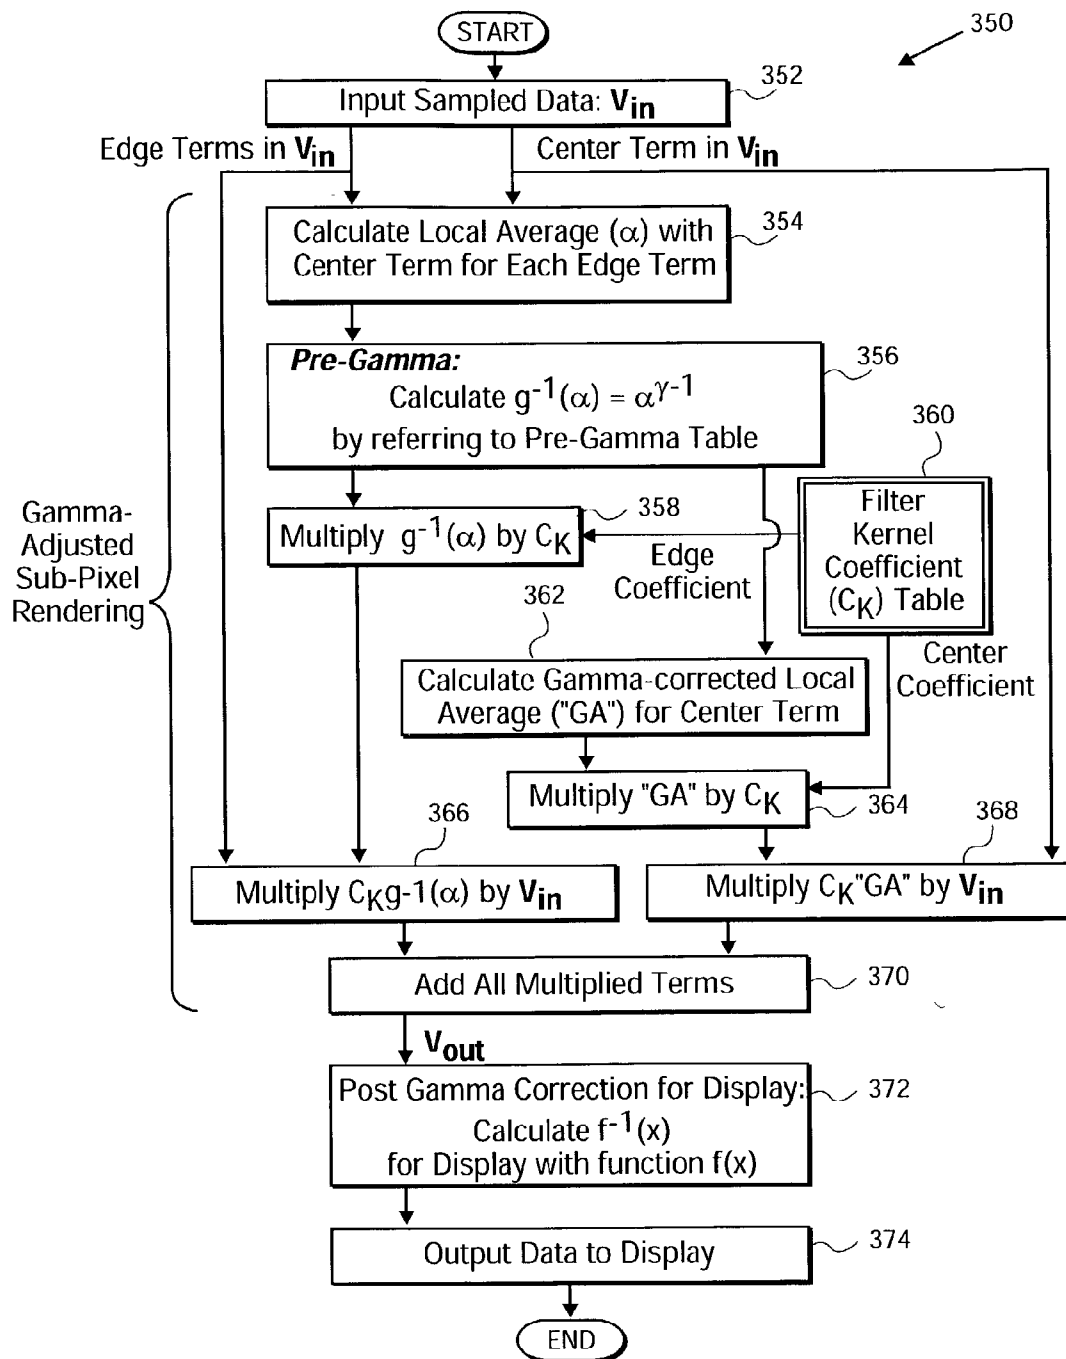 START
350
352
Input Sampled Data: Vin
Edge Terms in Vin
Center Term in Vin
354
Calculate Local Average (α) with
Center Term for Each Edge Term
Pre-Gamma:
356
Calculate g-1(α) = αγ-1
by referring to Pre-Gamma Table
360
Filter
Kernel
Coefficient
(CK) Table
358
Multiply g-1(α) by CK
Edge
Coefficient
Gamma-
Adjusted
Sub-Pixel
Rendering
362
Center
Coefficient
Calculate Gamma-corrected Local
Average ("GA") for Center Term
Multiply "GA" by CK
364
366
368
Multiply CKg-1(α) by Vin
Multiply CK"GA" by Vin
Add All Multiplied Terms
370
Vout
Post Gamma Correction for Display:
372
Calculate f-1(x)
for Display with function f(x)
Output Data to Display
374
END